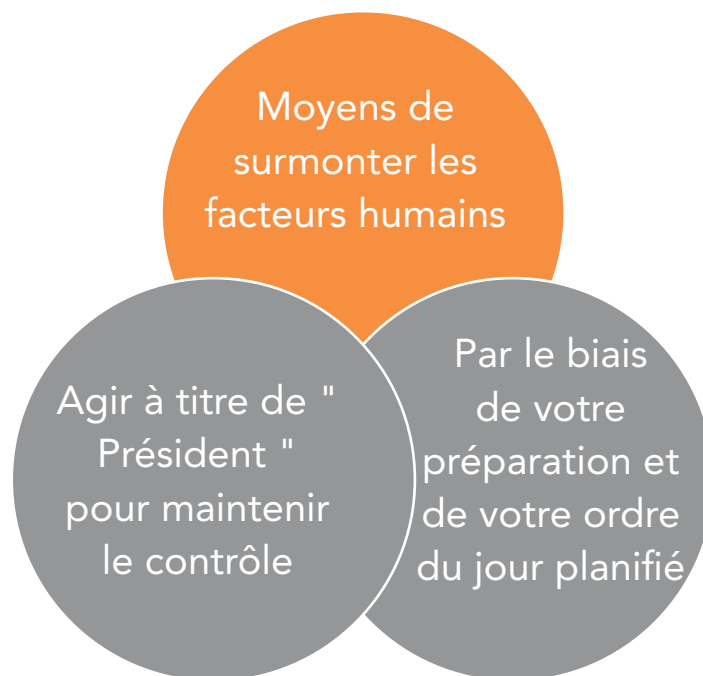 Moyens de
surmonter les
facteurs humains
Agir à titre de "
Président "
pour maintenir
le contrôle
Par le biais
de votre
préparation et
de votre ordre
du jour planifié